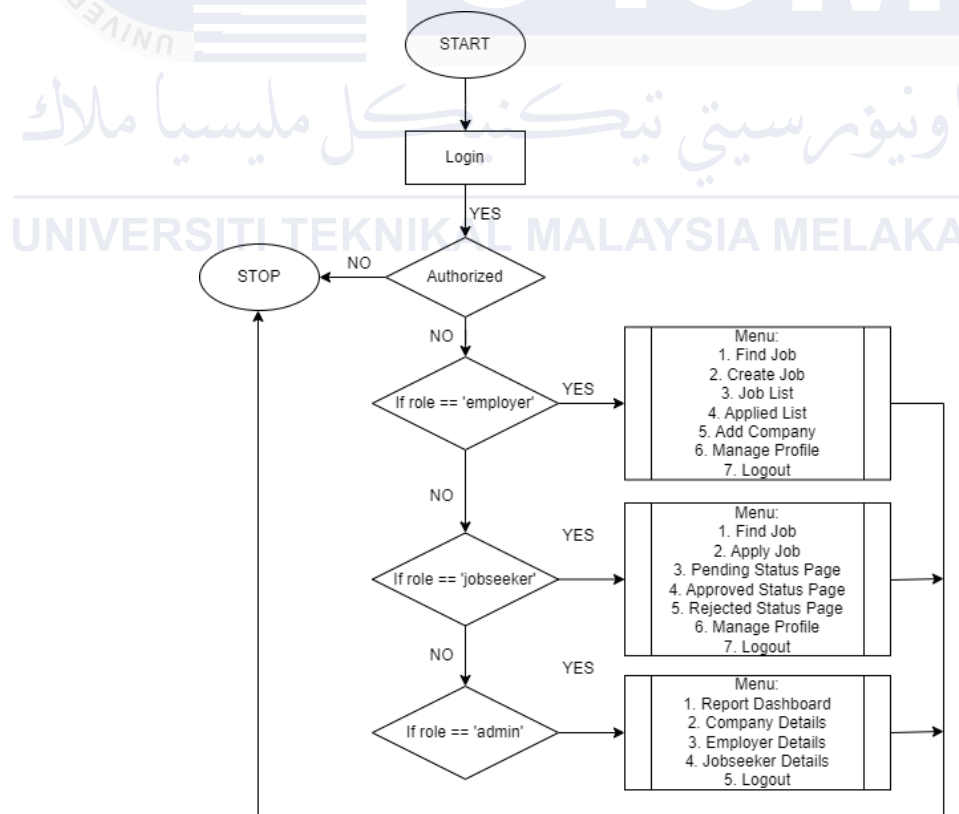 UNIVER
START
اونيورسيتي تيكنيكل مليسيا ملاك
Login
YES
UNIVERSITI TEKNIKAL MALAYSIA MELAKA
NO
STOP
Authorized
NO
If role == 'employer'
YES
Menu:
1. Find Job
2. Create Job
3. Job List
4. Applied List
5. Add Company
6. Manage Profile
7. Logout
NO
If role == 'jobseeker'
YES
Menu:
1. Find Job
2. Apply Job
3. Pending Status Page
4. Approved Status Page
5. Rejected Status Page
6. Manage Profile
7. Logout
NO
If role == 'admin'
YES
Menu:
1. Report Dashboard
2. Company Details
3. Employer Details
4. Jobseeker Details
5. Logout